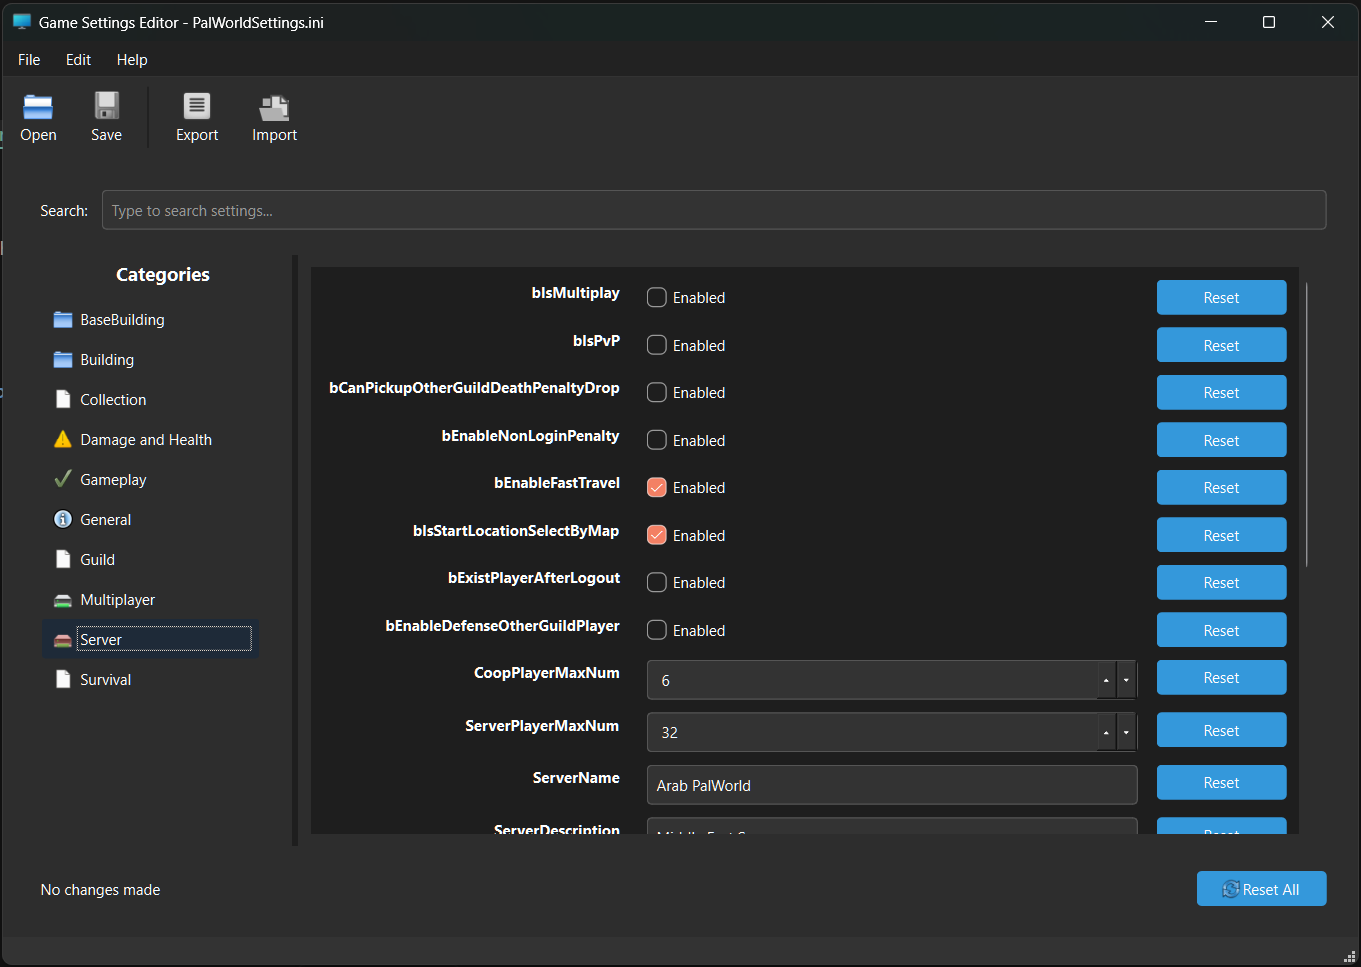 Game Settings Editor - PalWorldSettings.ini
File Edit Help
Open Save Export Import
Search: Type to search settings...
Categories
BaseBuilding
Building
Collection
Damage and Health
Gameplay
General
Guild
Multiplayer
Server
Survival
bIsMultiplay Enabled Reset
bIsPvP Enabled Reset
bCanPickupOtherGuildDeathPenaltyDrop Enabled Reset
bEnableNonLoginPenalty Enabled Reset
bEnableFastTravel Enabled Reset
bIsStartLocationSelectByMap Enabled Reset
bExistPlayerAfterLogout Enabled Reset
bEnableDefenseOtherGuildPlayer Enabled Reset
CoopPlayerMaxNum 6 Reset
ServerPlayerMaxNum 32 Reset
ServerName Arab PalWorld Reset
ServerDescription Middle East Reset
No changes made
Reset All